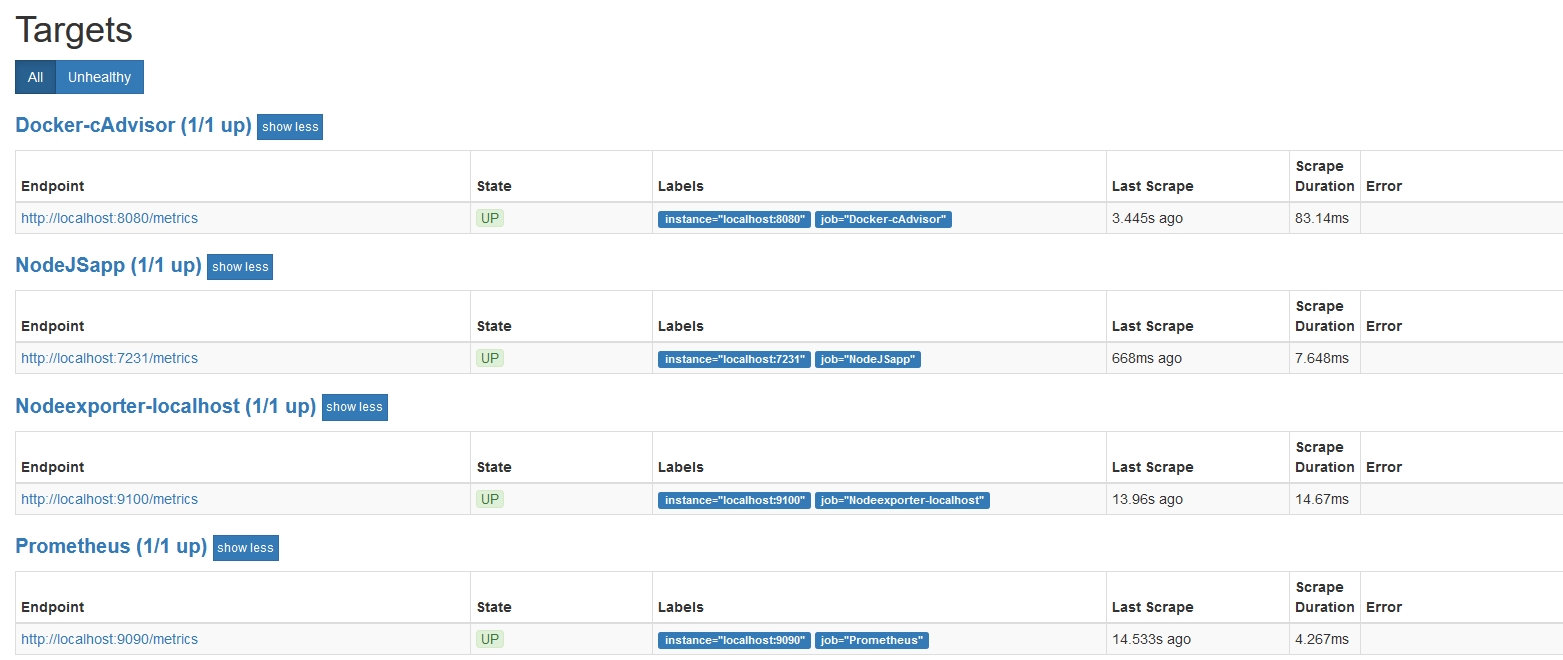 Targets
All Unhealthy
Docker-cAdvisor (1/1 up) show less
Endpoint State Labels Last Scrape Scrape Duration Error
http://localhost:8080/metrics UP instance="localhost:8080" job="Docker-cAdvisor" 3.445s ago 83.14ms
NodeJSapp (1/1 up) show less
Endpoint State Labels Last Scrape Scrape Duration Error
http://localhost:7231/metrics UP instance="localhost:7231" job="NodeJSapp" 668ms ago 7.648ms
Nodeexporter-localhost (1/1 up) show less
Endpoint State Labels Last Scrape Scrape Duration Error
http://localhost:9100/metrics UP instance="localhost:9100" job="Nodeexporter-localhost" 13.96s ago 14.67ms
Prometheus (1/1 up) show less
Endpoint State Labels Last Scrape Scrape Duration Error
http://localhost:9090/metrics UP instance="localhost:9090" job="Prometheus" 14.533s ago 4.267ms